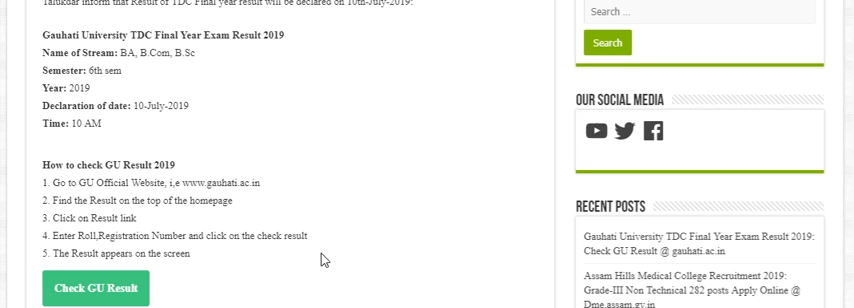 Talukdar inform that Result of TDC Final year result will be declared on 10th-July-2019:
Gauhati University TDC Final Year Exam Result 2019
Name of Stream: BA, B.Com, B.Sc
Semester: 6th sem
Year: 2019
Declaration of date: 10-July-2019
Time: 10 AM
How to check GU Result 2019
1. Go to GU Official Website, i,e www.gauhati.ac.in
2. Find the Result on the top of the homepage
3. Click on Result link
4. Enter Roll,Registration Number and click on the check result
5. The Result appears on the screen
Check GU Result
Search ...
Search
OUR SOCIAL MEDIA
RECENT POSTS
Gauhati University TDC Final Year Exam Result 2019:
Check GU Result @ gauhati.ac.in
Assam Hills Medical College Recruitment 2019:
Grade-III Non Technical 282 posts Apply Online @
Dme.assam.gv.in